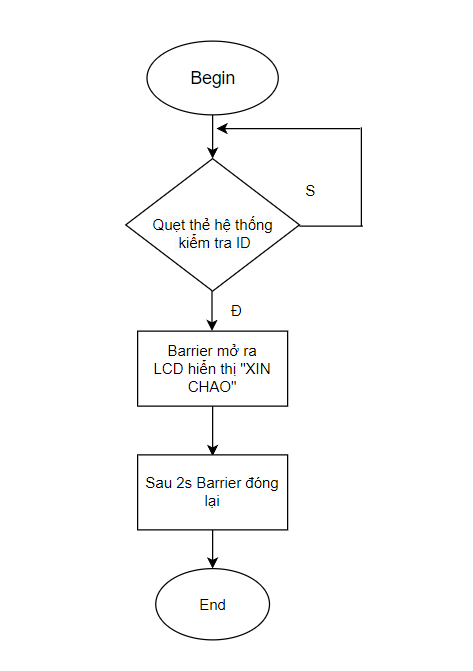 Begin
S
Quẹt thẻ hệ thống
kiểm tra ID
Đ
Barrier mở ra
LCD hiển thị "XIN
CHAO"
Sau 2s Barrier đóng
lại
End